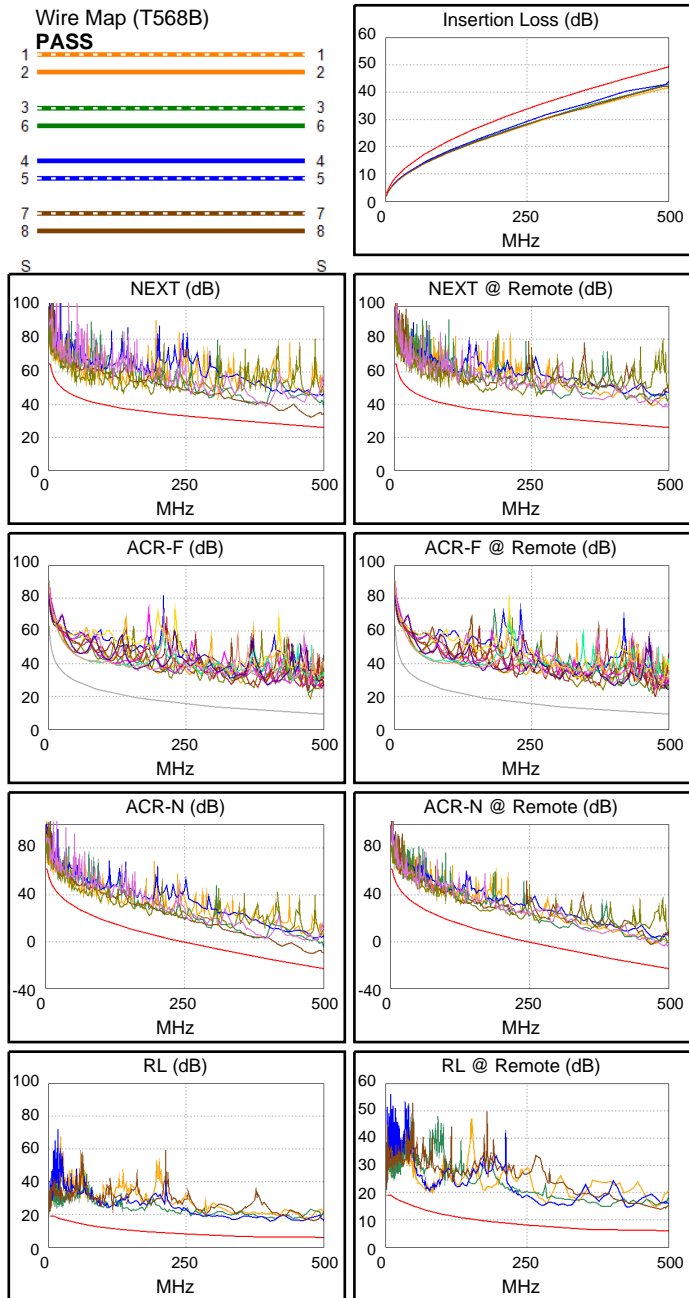 Wire Map (T568B)
PASS
1 1
2 2
3 3
6 6
4 4
5 5
7 7
8 8
S S
Insertion Loss (dB)
60
50
40
30
20
10
0
0 250 500
MHz
NEXT (dB)
100
80
60
40
20
0
0 250 500
MHz
NEXT @ Remote (dB)
100
80
60
40
20
0
0 250 500
MHz
ACR-F (dB)
100
80
60
40
20
0
0 250 500
MHz
ACR-F @ Remote (dB)
100
80
60
40
20
0
0 250 500
MHz
ACR-N (dB)
80
40
0
-40
0 250 500
MHz
ACR-N @ Remote (dB)
80
40
0
-40
0 250 500
MHz
RL (dB)
100
80
60
40
20
0
0 250 500
MHz
RL @ Remote (dB)
60
50
40
30
20
10
0
0 250 500
MHz